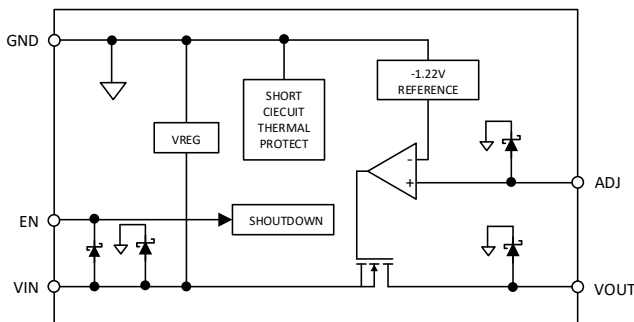 GND
-1.22V
REFERENCE
SHORT
CIECUIT
THERMAL
PROTECT
VREG
-
+
ADJ
EN
SHOUTDOWN
VIN
VOUT